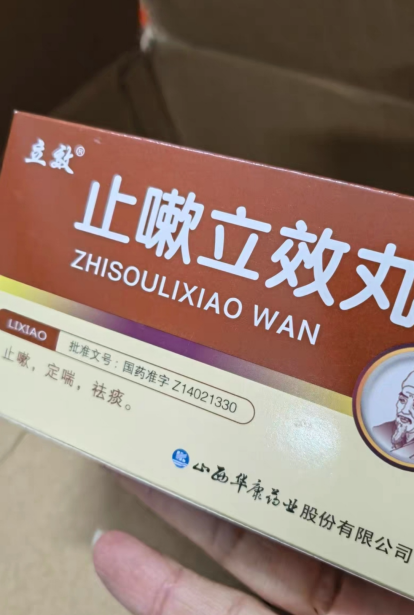 立效®
止嗽立效丸
ZHISOULIXIAO WAN
LIXIAO
批准文号：国药准字 Z14021330
止嗽，定喘，祛痰。
山西华康药业股份有限公司